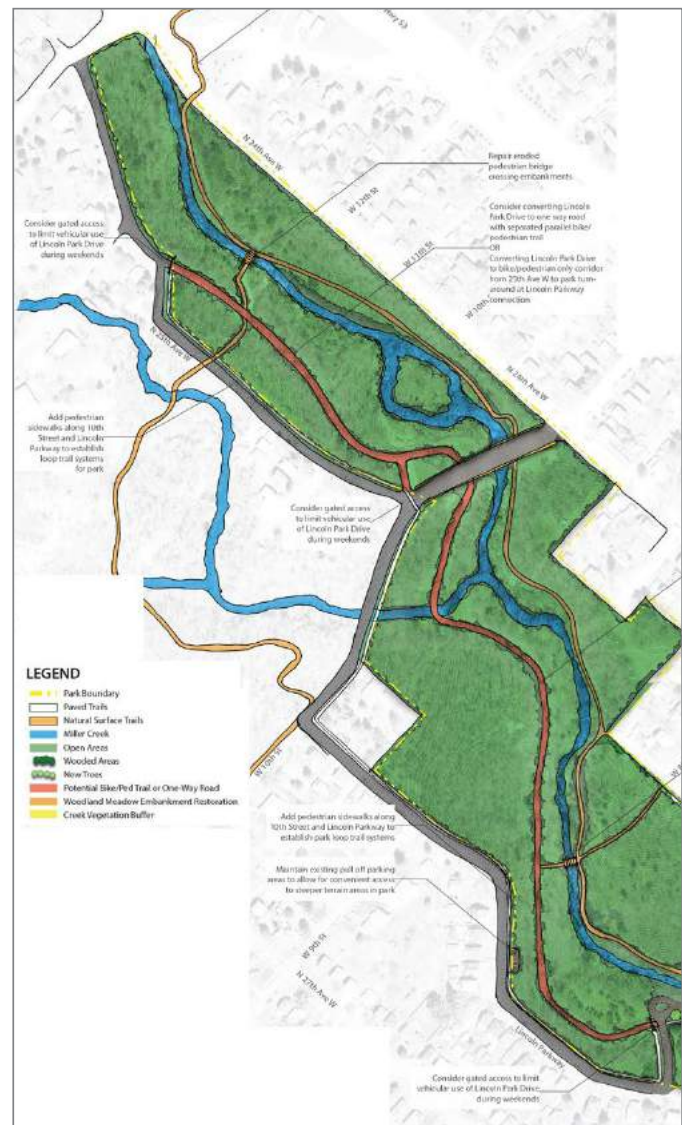 Hwy 53
N 24th Ave W
Repair eroded
pedestrian bridge
crossing embankments
W 12th St
Consider converting Lincoln
Park Drive to one way road
with separated parallel bike/
pedestrian trail
OR
Converting Lincoln Park Drive
to bike/pedestrian only corridor
from 25th Ave W to park turn-
around at Lincoln Parkway
connection
Consider gated access
to limit vehicular use
of Lincoln Park Drive
during weekends
W 11th St
W 10th
N 25th Ave W
N 24th Ave W
Add pedestrian
sidewalks along 10th
Street and Lincoln
Parkway to establish
loop trail systems
for park
Consider gated access
to limit vehicular use
of Lincoln Park Drive
during weekends
LEGEND
Park Boundary
Paved Trails
Natural Surface Trails
Miller Creek
Open Areas
Wooded Areas
New Trees
Potential Bike/Ped Trail or One-Way Road
Woodland Meadow Embankment Restoration
Creek Vegetation Buffer
W 10th St
Add pedestrian sidewalks along
10th Street and Lincoln Parkway to
establish park loop trail systems
Maintain existing pull off parking
areas to allow for convenient access
to steeper terrain areas in park
W 9th St
N 27th Ave W
Lincoln Parkway
Consider gated access to limit
vehicular use of Lincoln Park Drive
during weekends